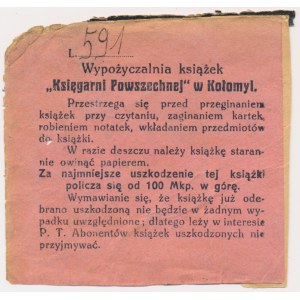 L. 591
Wypożyczalnia książek
„Księgarni Powszechnej" w Kołomyi.
Przestrzega się przed przeginaniem
książek przy czytaniu, zaginaniem kartek,
robieniem notatek, wkładaniem przedmiotów
do książki.
W razie deszczu należy książkę staran-
nie owinąć papierem.
Za najmniejsze uszkodzenie tej książki
policza się od 100 Mkp. w górę.
Wymawianie się, że książkę już ode-
brano uszkodzoną nie będzie w żadnym wy-
padku uwzględnione; dlatego leży w interesie
P. T. Abonentów książek uszkodzonych nie
przyjmywać.